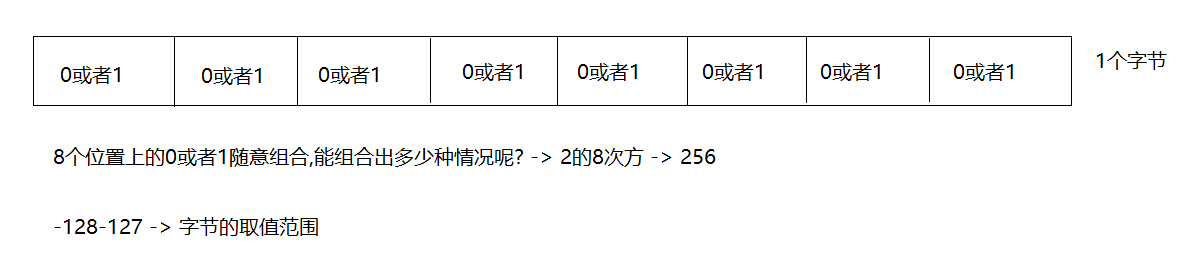 0或者1 0或者1 0或者1 0或者1 0或者1 0或者1 0或者1 0或者1 1个字节
8个位置上的0或者1随意组合,能组合出多少种情况呢? -> 2的8次方 -> 256
-128-127 -> 字节的取值范围